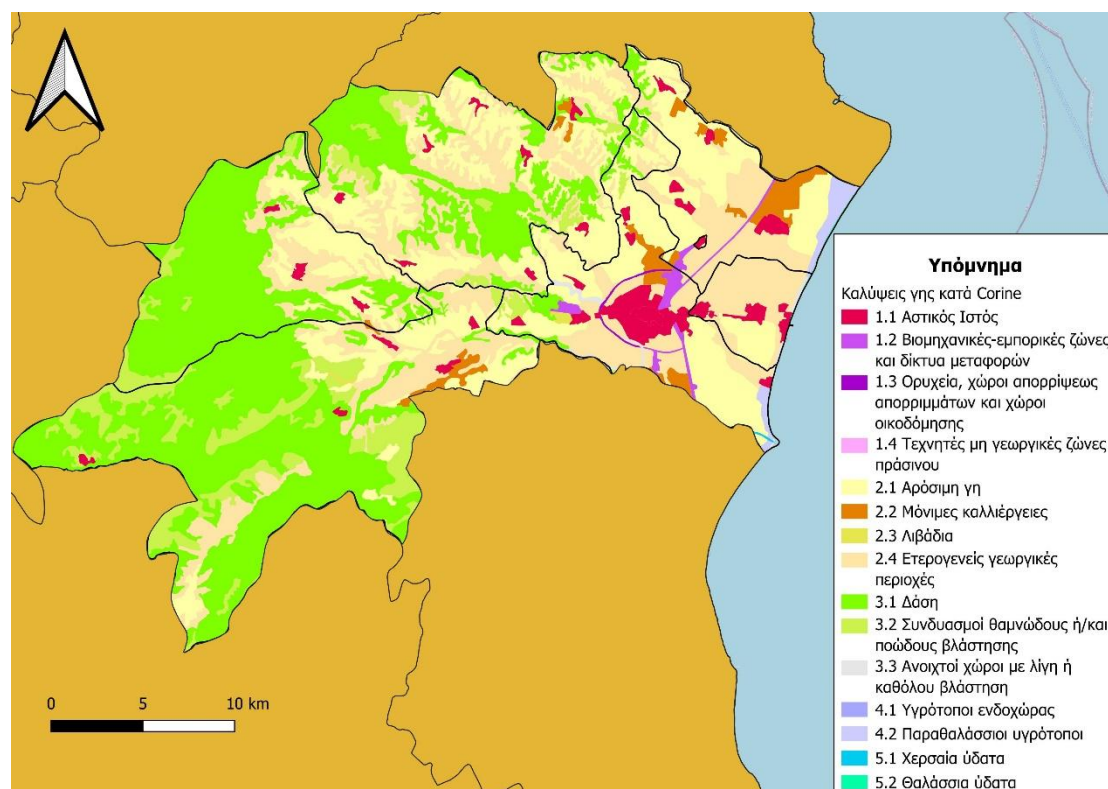 Υπόμνημα
Καλύψεις γης κατά Corine
1.1 Αστικός Ιστός
1.2 Βιομηχανικές-εμπορικές ζώνες
και δίκτυα μεταφορών
1.3 Ορυχεία, χώροι απορρίψεως
απορριμμάτων και χώροι
οικοδόμησης
1.4 Τεχνητές μη γεωργικές ζώνες
πράσινου
2.1 Αρόσιμη γη
2.2 Μόνιμες καλλιέργειες
2.3 Λιβάδια
2.4 Ετερογενείς γεωργικές
περιοχές
3.1 Δάση
3.2 Συνδυασμοί θαμνώδους ή/και
ποώδους βλάστησης
3.3 Ανοιχτοί χώροι με λίγη ή
καθόλου βλάστηση
4.1 Υγρότοποι ενδοχώρας
4.2 Παραθαλάσσιοι υγρότοποι
5.1 Χερσαία ύδατα
5.2 Θαλάσσια ύδατα
0 5 10 km